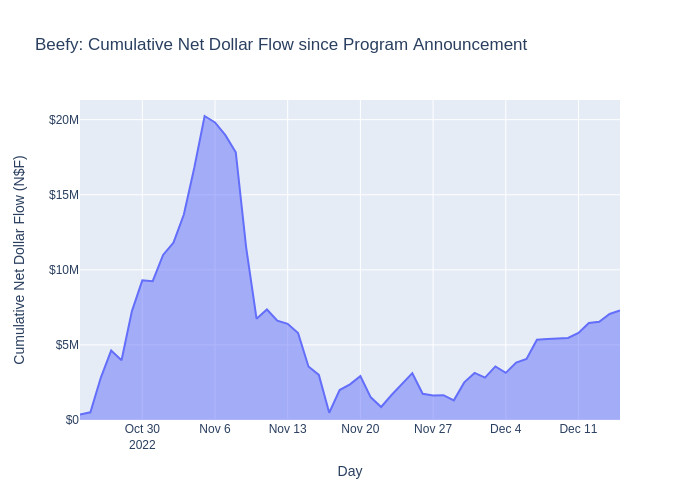 Beefy: Cumulative Net Dollar Flow since Program Announcement
Cumulative Net Dollar Flow (N$F)
$20M
$15M
$10M
$5M
$0
Oct 30
2022
Nov 6
Nov 13
Nov 20
Nov 27
Dec 4
Dec 11
Day